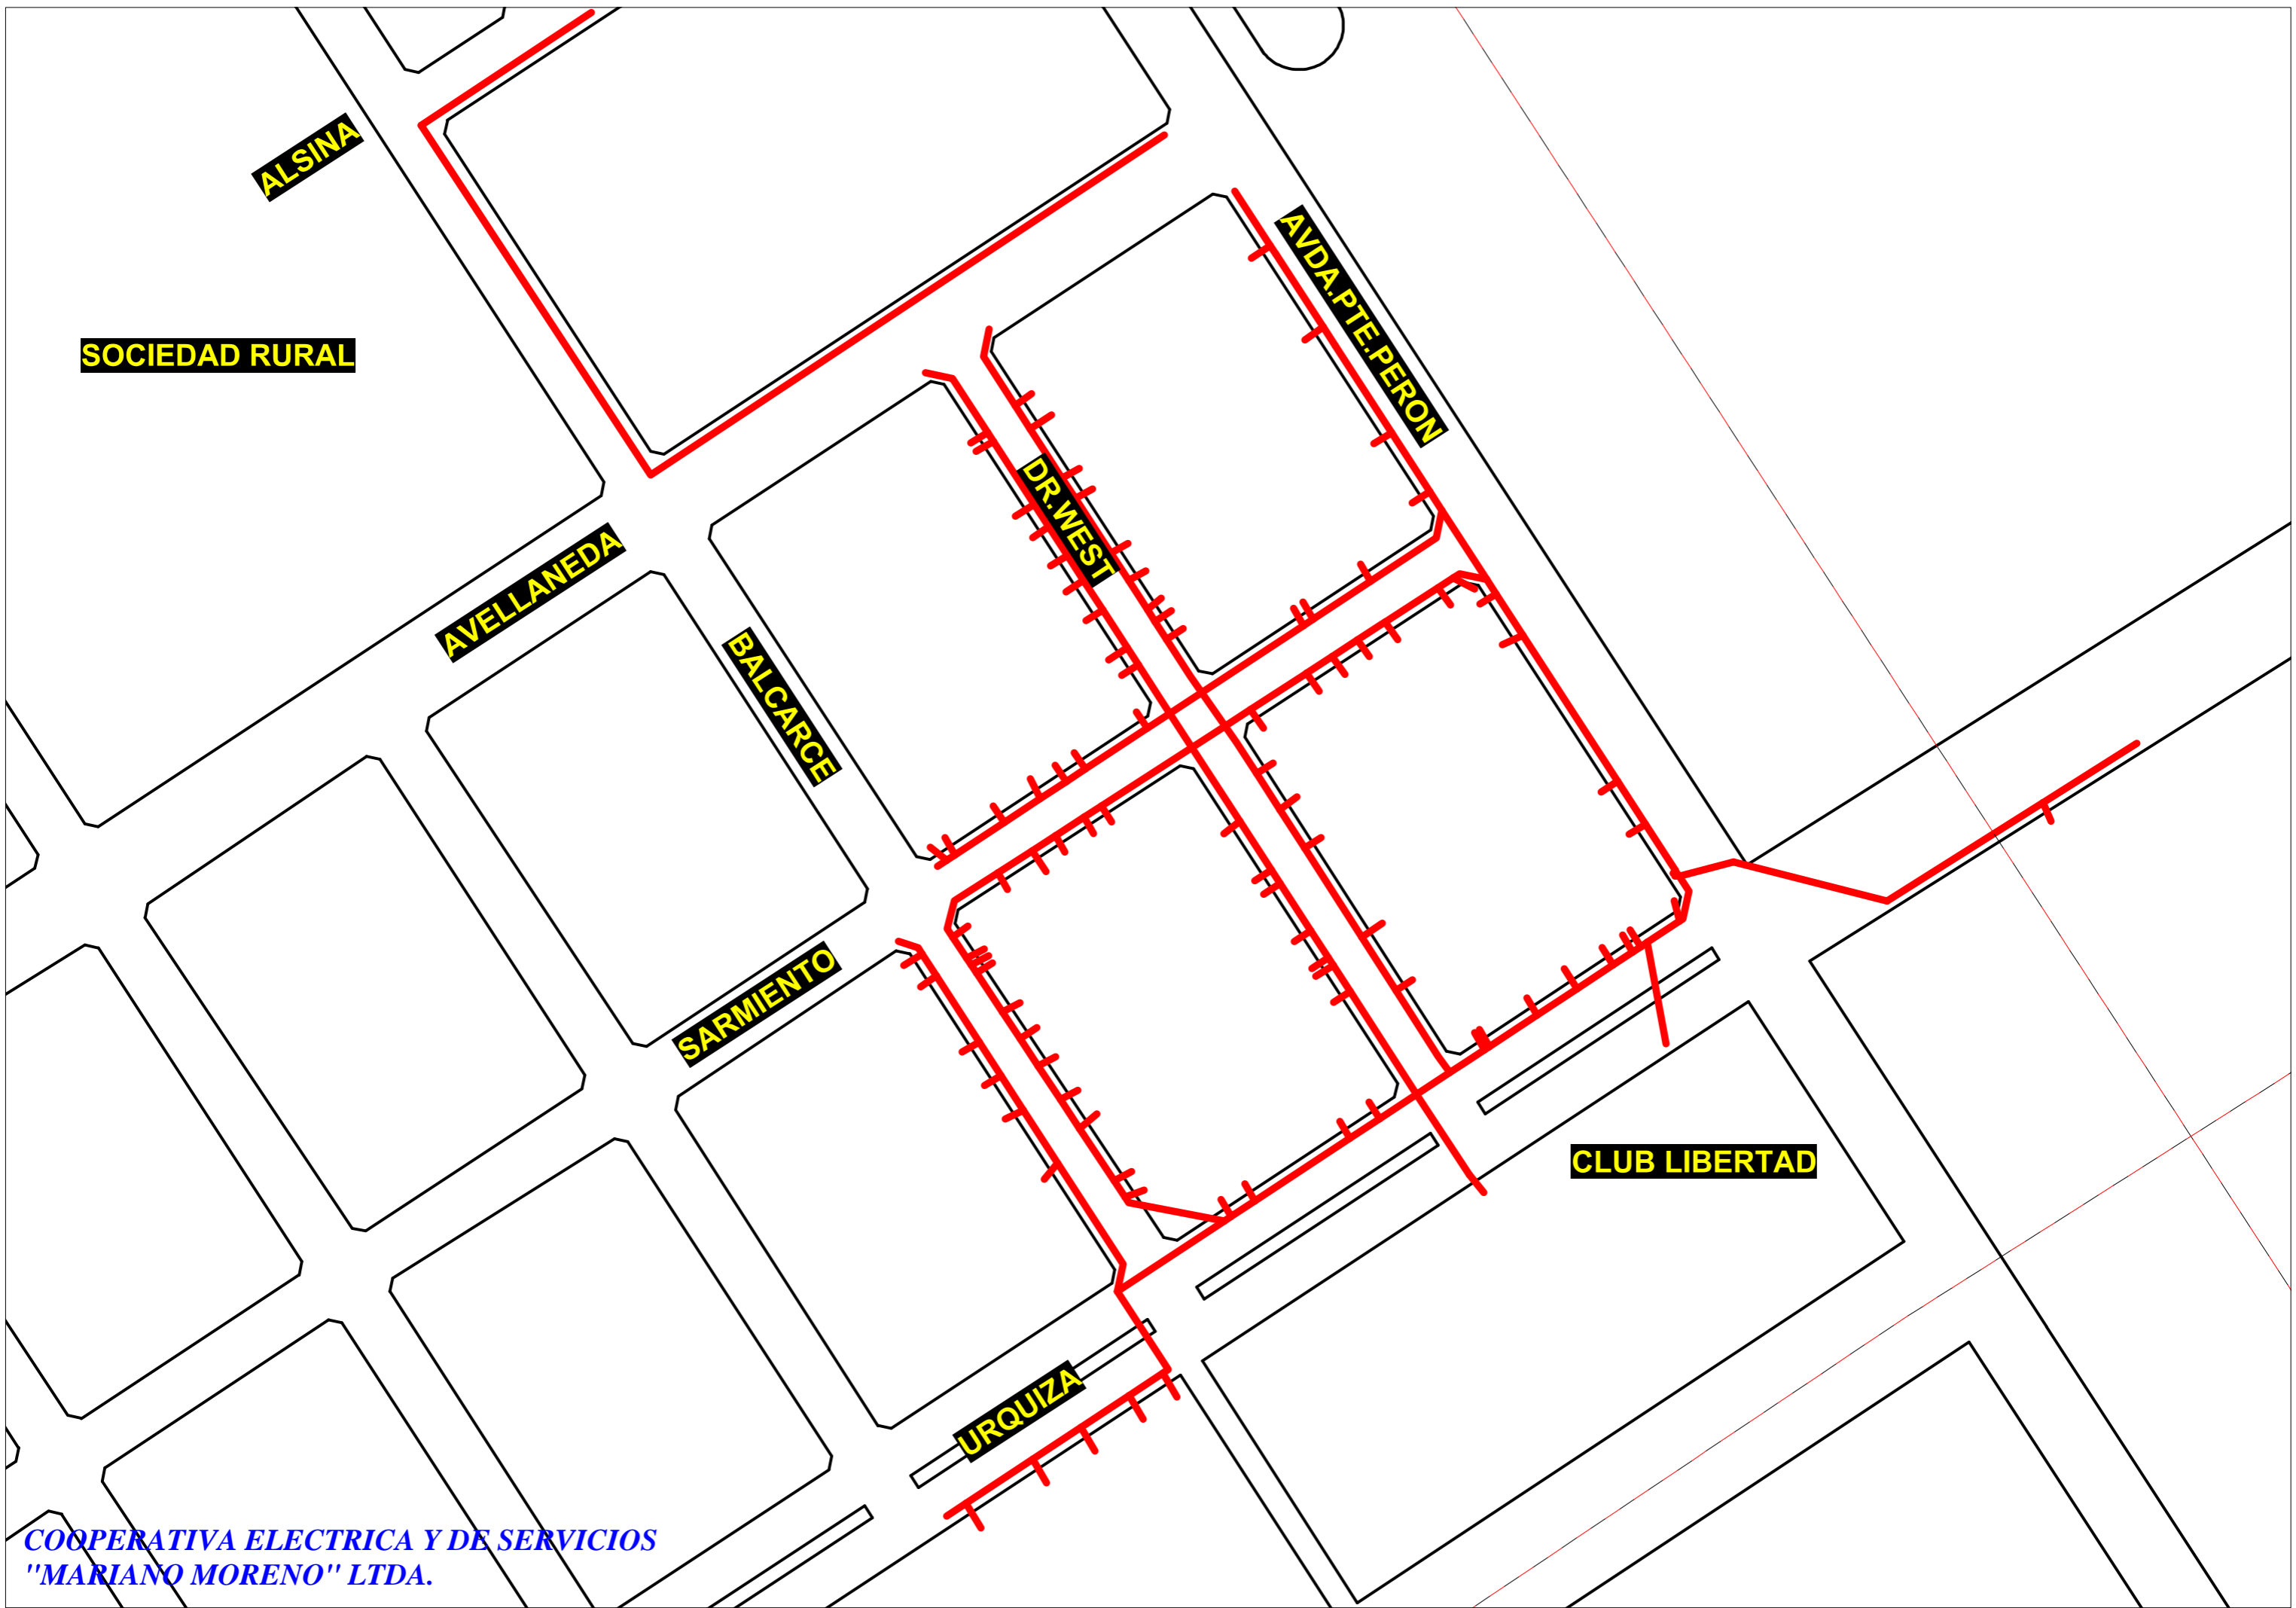 ALSINA
AVDA.PTE.PERON
SOCIEDAD RURAL
DR.WEST
AVELLANEDA
BALCARCE
SARMIENTO
CLUB LIBERTAD
URQUIZA
COOPERATIVA ELECTRICA Y DE SERVICIOS
"MARIANO MORENO" LTDA.